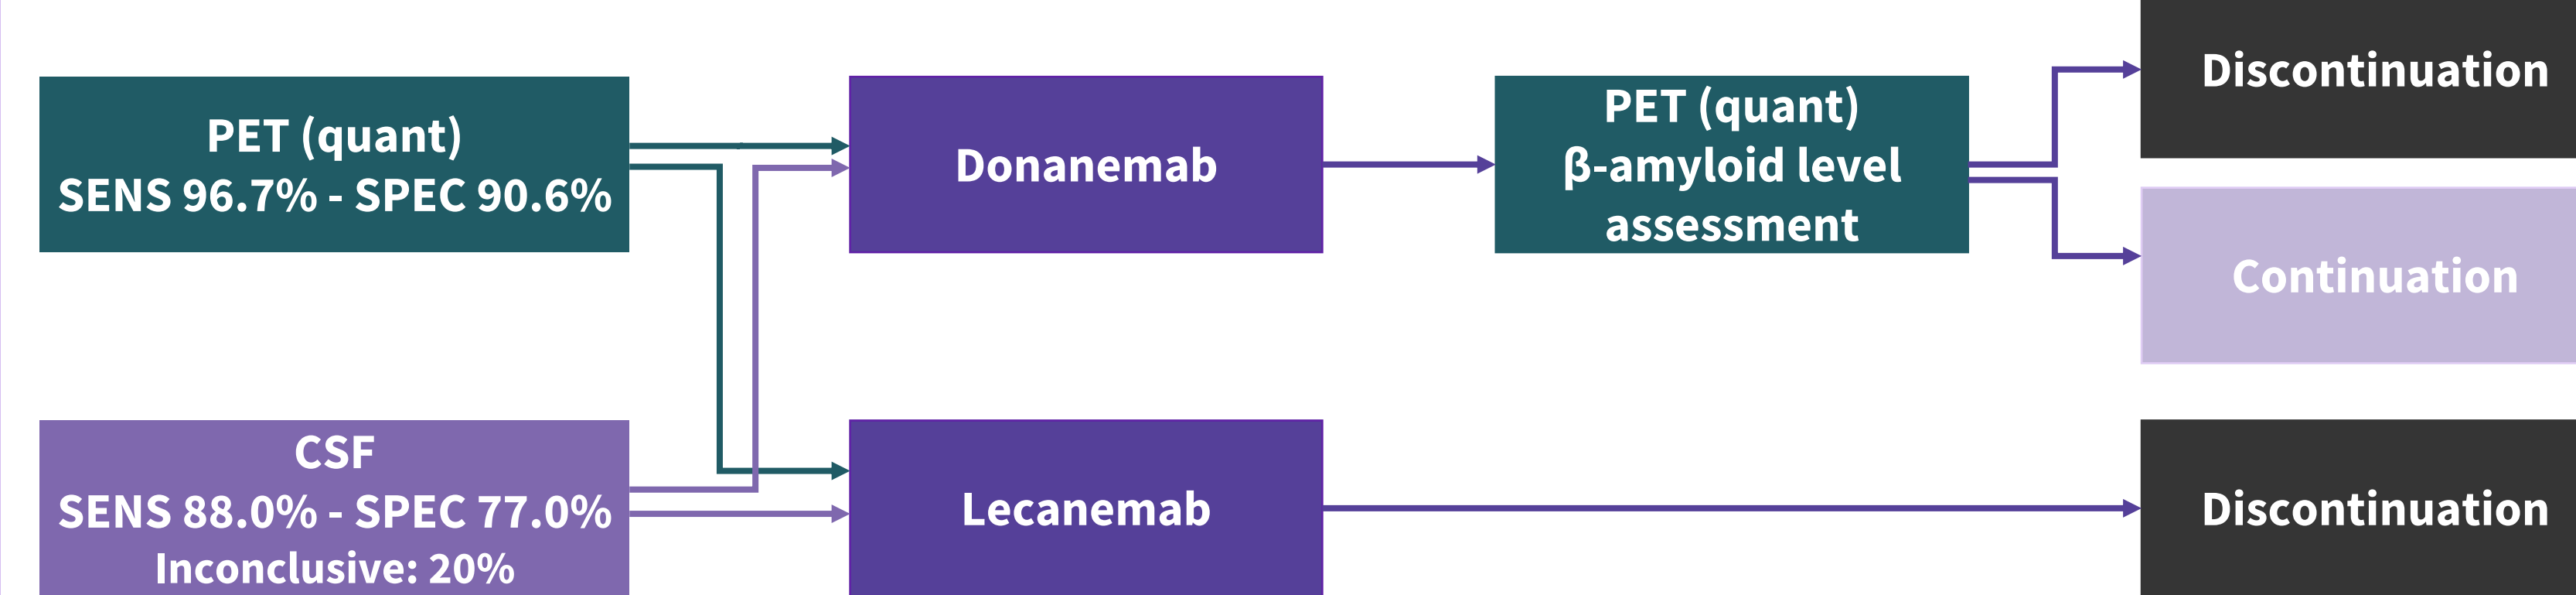 PET (quant)
SENS 96.7% - SPEC 90.6%
Donanemab
PET (quant)
β-amyloid level
assessment
Discontinuation
Continuation
CSF
SENS 88.0% - SPEC 77.0%
Inconclusive: 20%
Lecanemab
Discontinuation